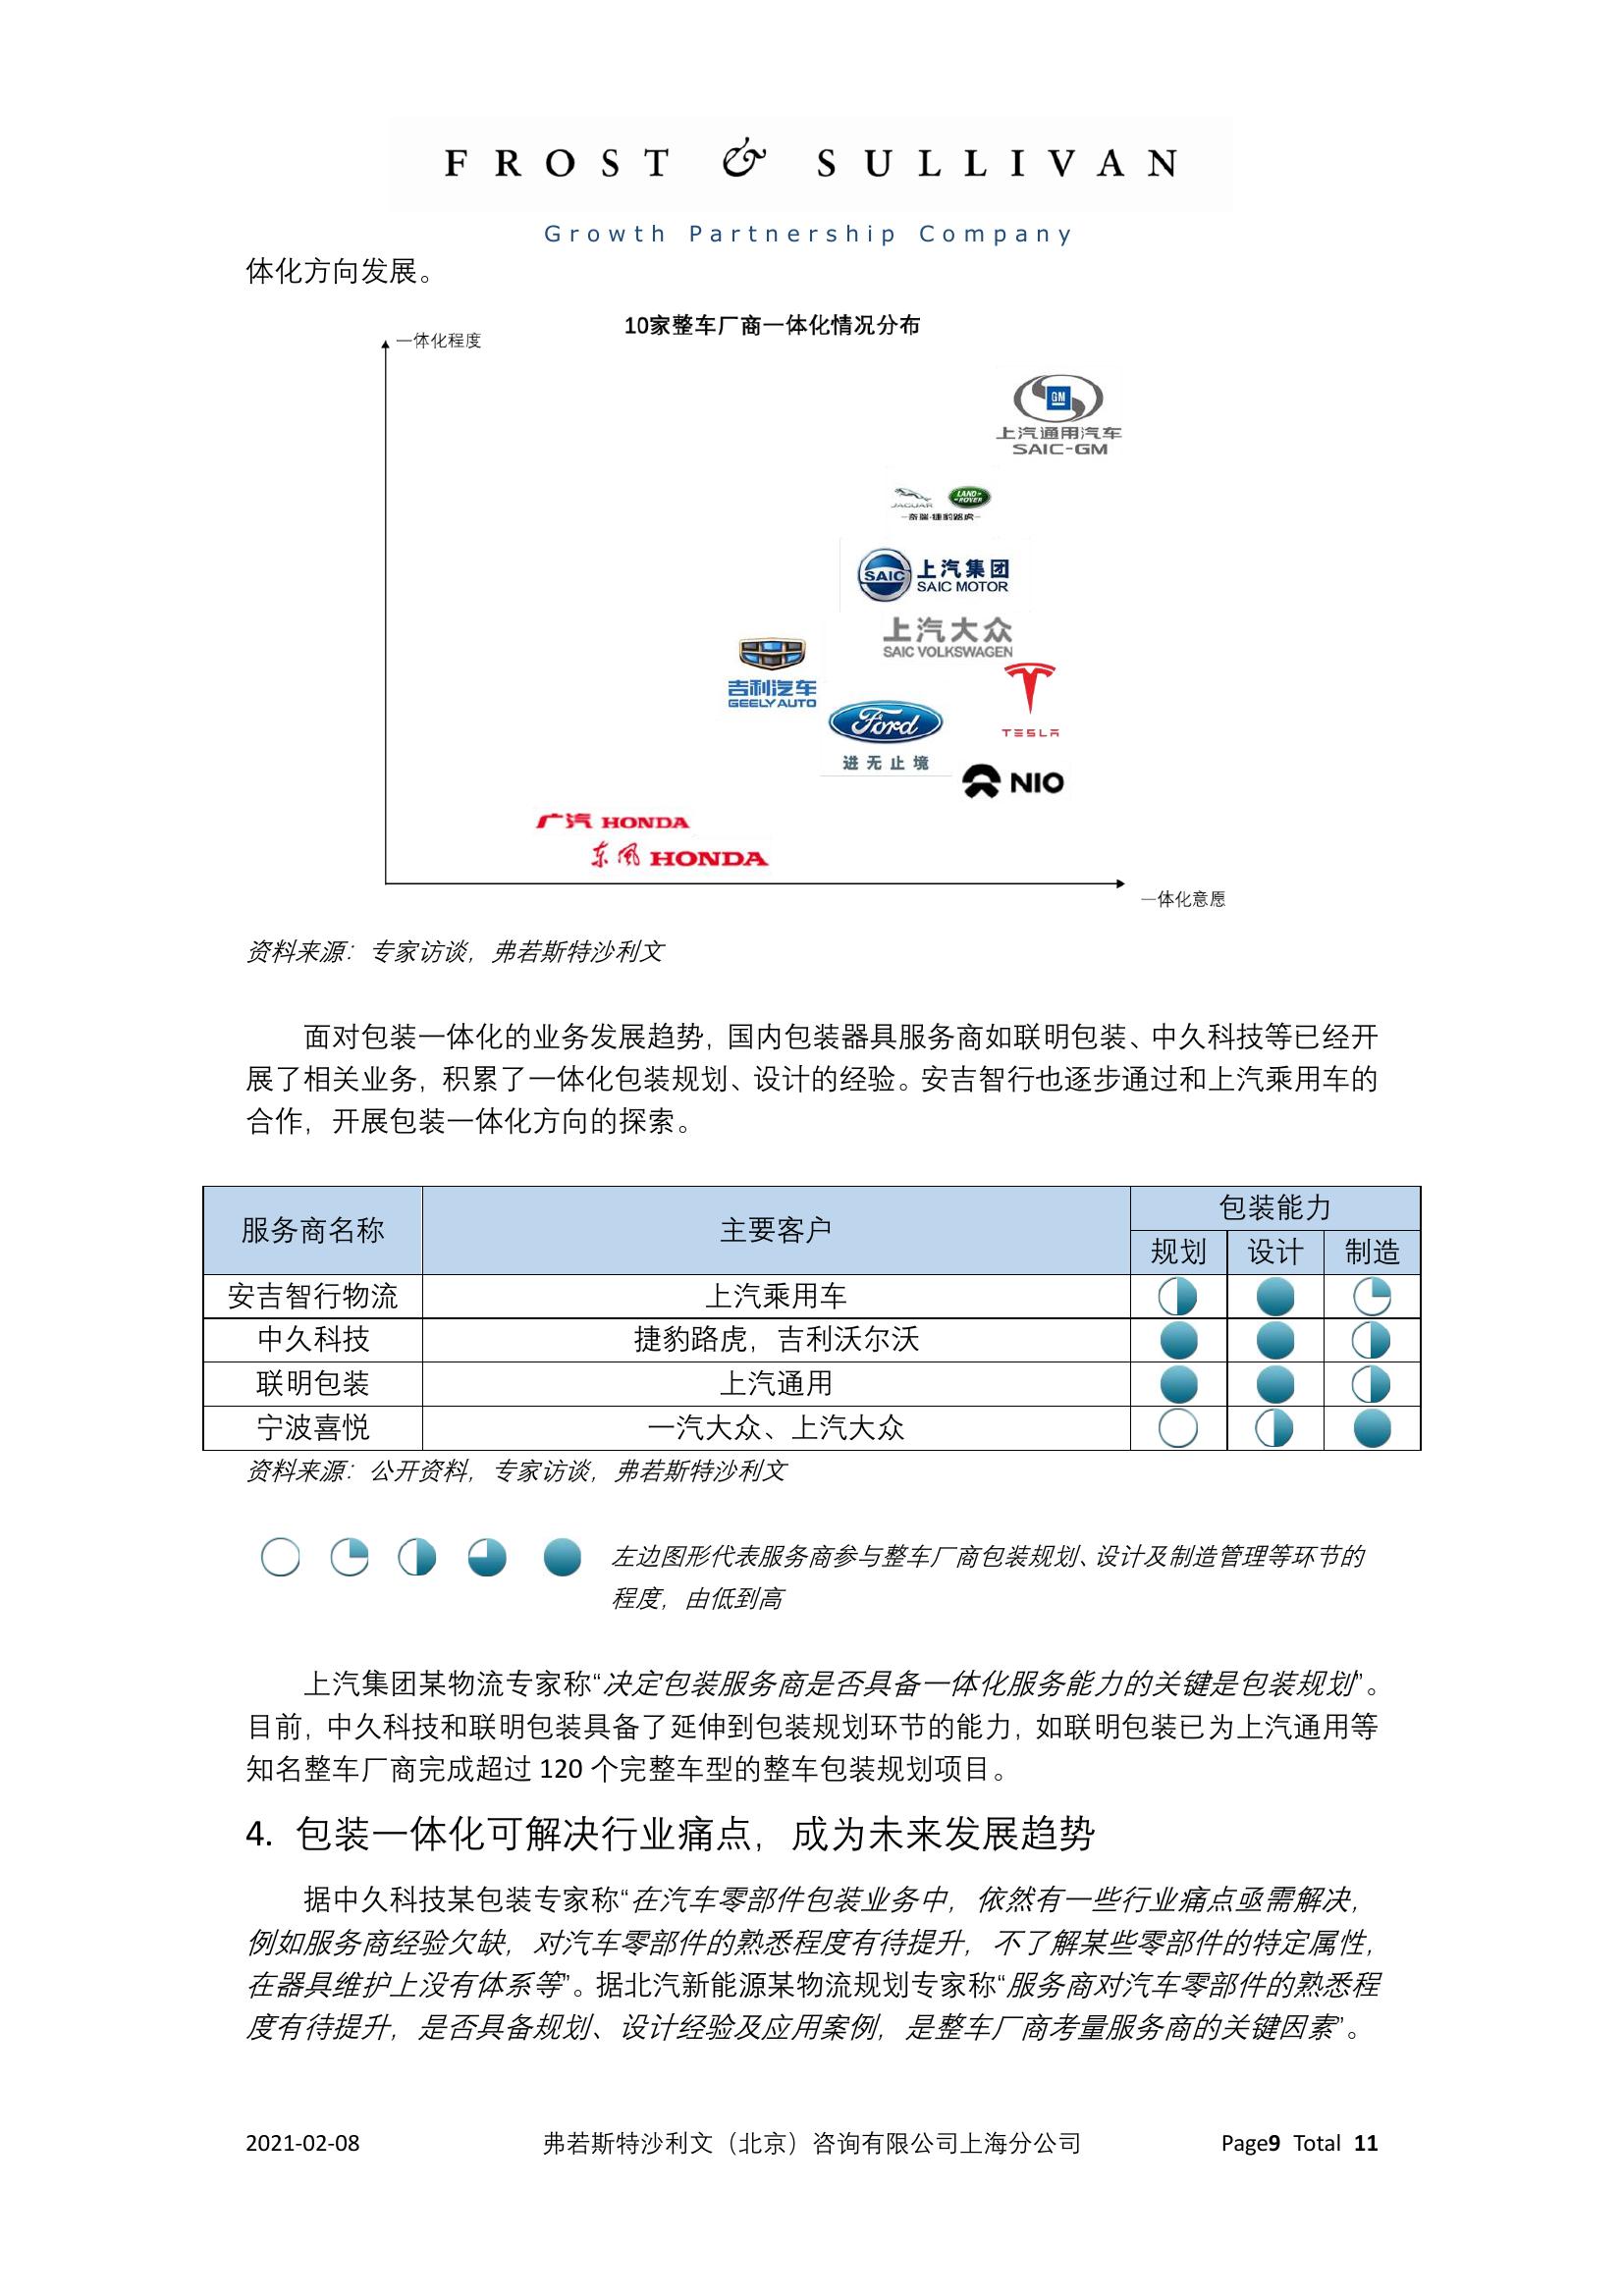 FROST & SULLIVAN
Growth Partnership Company
体化方向发展。
10家整车厂商一体化情况分布
一体化程度
GM
上汽通用汽车
SAIC-GM
JAGUAR LAND ROVER
奇瑞·捷豹路虎
SAIC 上汽集团
SAIC MOTOR
上汽大众
SAIC VOLKSWAGEN
吉利汽车
GEELY AUTO
TESLA
Ford
进无止境
NIO
广汽 HONDA
东风 HONDA
一体化意愿
资料来源：专家访谈，弗若斯特沙利文
面对包装一体化的业务发展趋势，国内包装器具服务商如联明包装、中久科技等已经开
展了相关业务，积累了一体化包装规划、设计的经验。安吉智行也逐步通过和上汽乘用车的
合作，开展包装一体化方向的探索。
服务商名称 主要客户 包装能力
规划 设计 制造
安吉智行物流 上汽乘用车
中久科技 捷豹路虎，吉利沃尔沃
联明包装 上汽通用
宁波喜悦 一汽大众、上汽大众
资料来源：公开资料，专家访谈，弗若斯特沙利文
左边图形代表服务商参与整车厂商包装规划、设计及制造管理等环节的
程度，由低到高
上汽集团某物流专家称“决定包装服务商是否具备一体化服务能力的关键是包装规划”。
目前，中久科技和联明包装具备了延伸到包装规划环节的能力，如联明包装已为上汽通用等
知名整车厂商完成超过 120 个完整车型的整车包装规划项目。
4. 包装一体化可解决行业痛点，成为未来发展趋势
据中久科技某包装专家称“在汽车零部件包装业务中，依然有一些行业痛点亟需解决，
例如服务商经验欠缺，对汽车零部件的熟悉程度有待提升，不了解某些零部件的特定属性，
在器具维护上没有体系等”。据北汽新能源某物流规划专家称“服务商对汽车零部件的熟悉程
度有待提升，是否具备规划、设计经验及应用案例，是整车厂商考量服务商的关键因素”。
2021-02-08 弗若斯特沙利文（北京）咨询有限公司上海分公司 Page9 Total 11